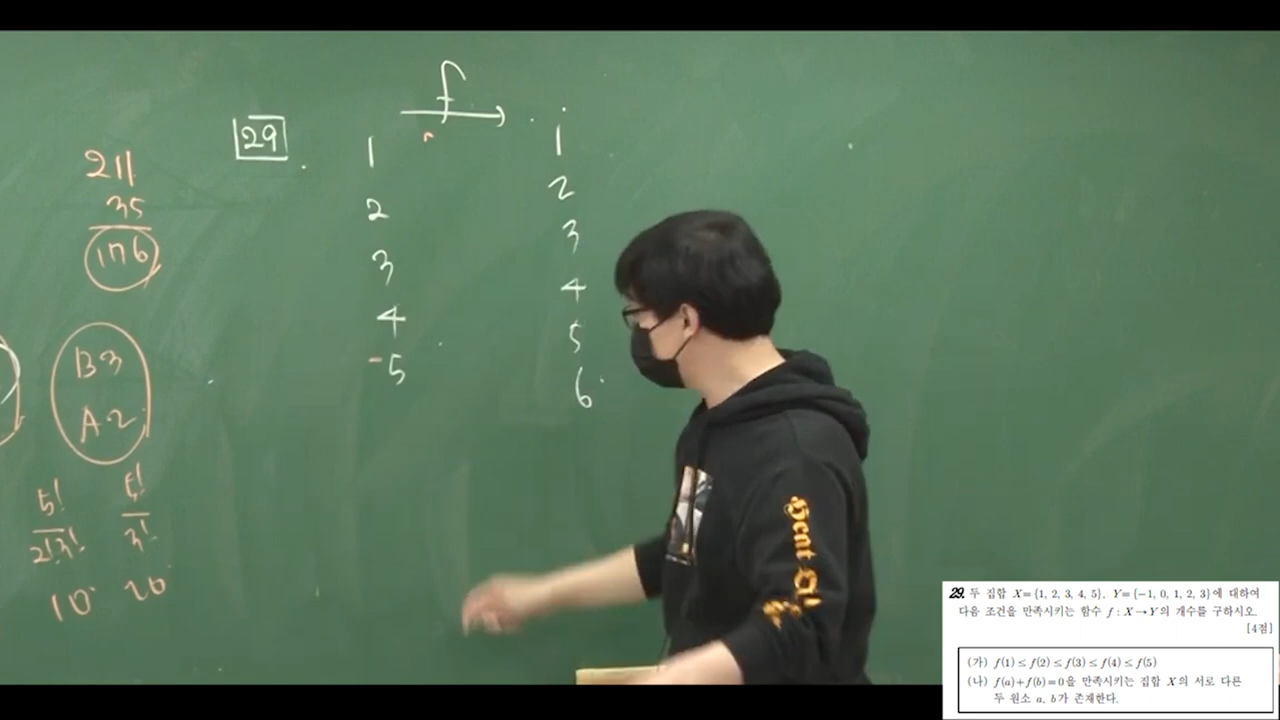 211
35
176
B3
A2
5!
2!3!
5!
3!
10
20
29
f
1
2
3
4
5
1
2
3
4
5
6
29. 두 집합 X={1, 2, 3, 4, 5}, Y={-1, 0, 1, 2, 3}에 대하여
다음 조건을 만족시키는 함수 f : X→Y의 개수를 구하시오.
[4점]
(가) f(1)≤f(2)≤f(3)≤f(4)≤f(5)
(나) f(a)+f(b)=0을 만족시키는 집합 X의 서로 다른
두 원소 a, b가 존재한다.